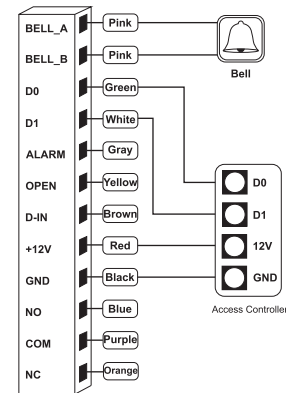 BELL_A Pink
BELL_B Pink
Bell
D0 Green
D1 White
ALARM Gray
OPEN Yellow
D-IN Brown
+12V Red
GND Black
NO Blue
COM Purple
NC Orange
D0
D1
12V
GND
Access Controller